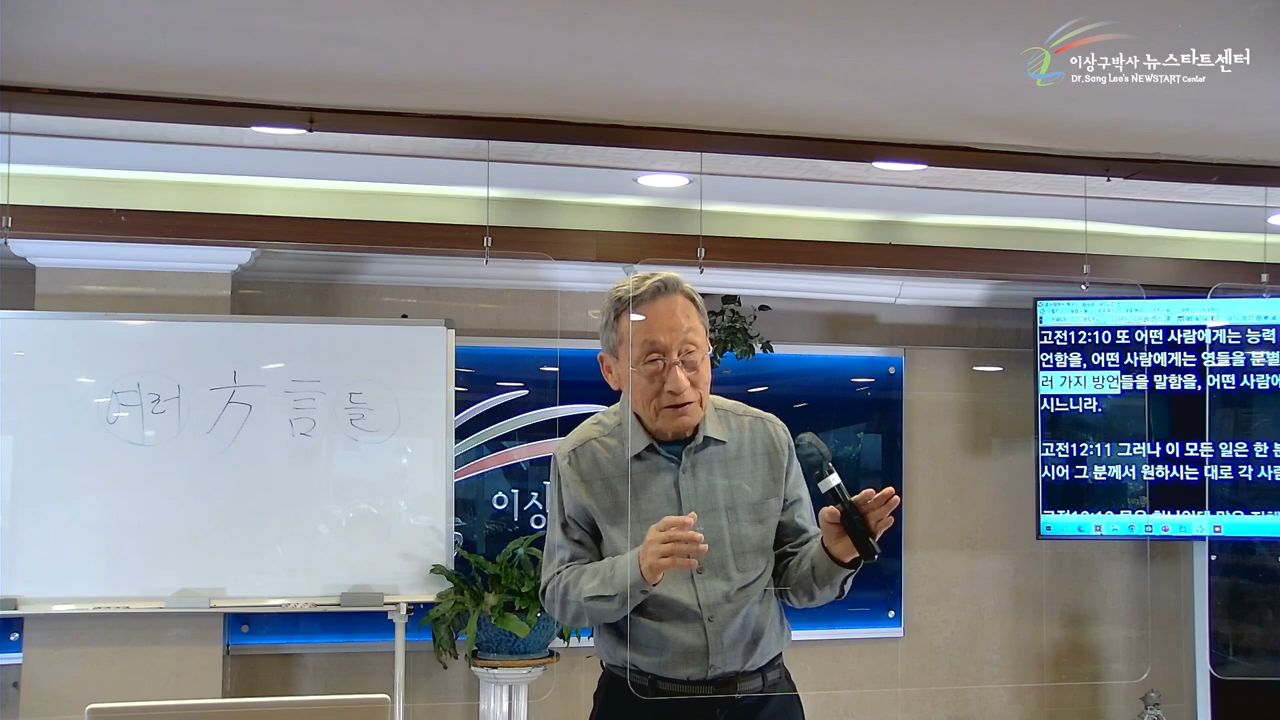 이상구박사 뉴스타트센터
Dr.Sang Lee's NEWSTART Center
여러 方言들
이상
고전12:10 또 어떤 사람에게는 능력
언함을, 어떤 사람에게는 영들을 분별
러 가지 방언들을 말함을, 어떤 사람에
시느니라.
고전12:11 그러나 이 모든 일은 한 분
시어 그 분께서 원하시는 대로 각 사람